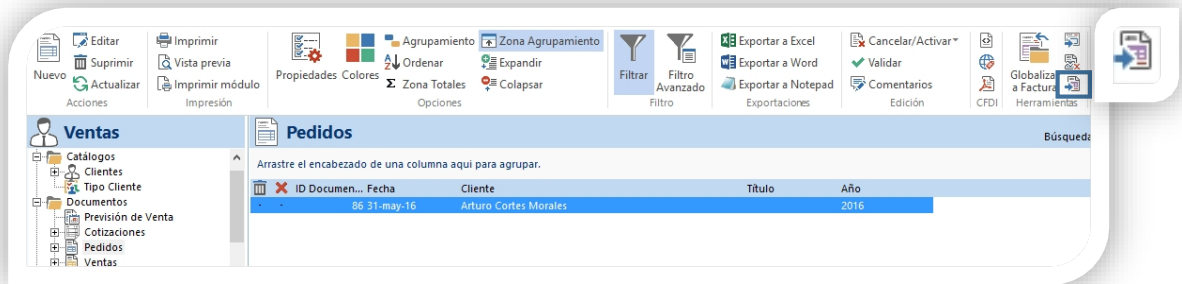 Editar Imprimir Agrupamiento Zona Agrupamiento Exportar a Excel Cancelar/Activar
Suprimir Vista previa Ordenar Expandir Exportar a Word Validar
Nuevo Actualizar Imprimir módulo Propiedades Colores Σ Zona Totales Colapsar Filtrar Filtro Avanzado Exportar a Notepad Comentarios Globaliza a Factura
Acciones Impresión Opciones Filtro Exportaciones Edición CFDI Herramientas
Ventas Pedidos Búsqueda
Catálogos
Arrastre el encabezado de una columna aqui para agrupar.
Clientes
Tipo Cliente ID Documen... Fecha Cliente Título Año
Documentos 86 31-may-16 Arturo Cortes Morales 2016
Previsión de Venta
Cotizaciones
Pedidos
Ventas